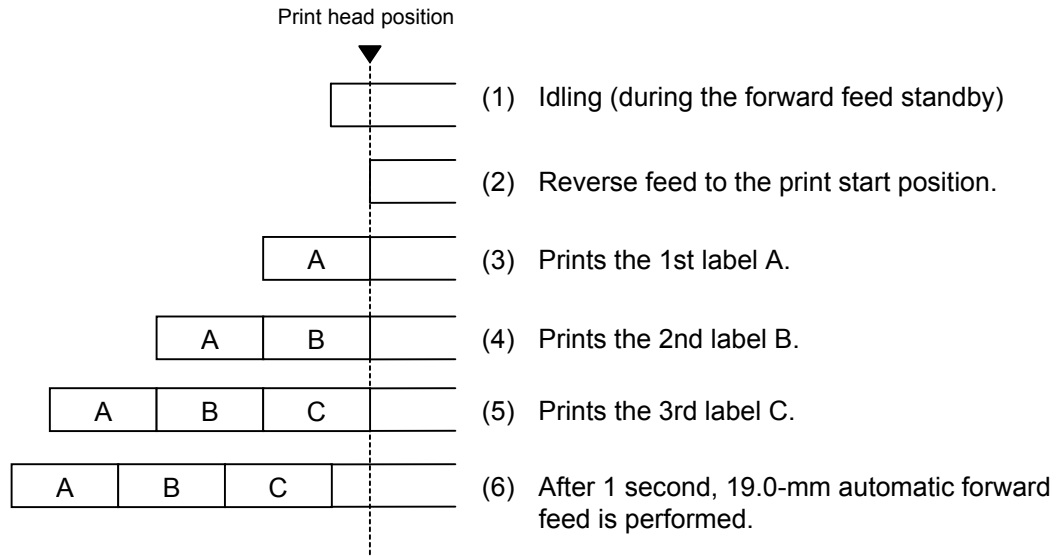 Print head position
(1) Idling (during the forward feed standby)
(2) Reverse feed to the print start position.
A
(3) Prints the 1st label A.
A B
(4) Prints the 2nd label B.
A B C
(5) Prints the 3rd label C.
A B C
(6) After 1 second, 19.0-mm automatic forward
feed is performed.